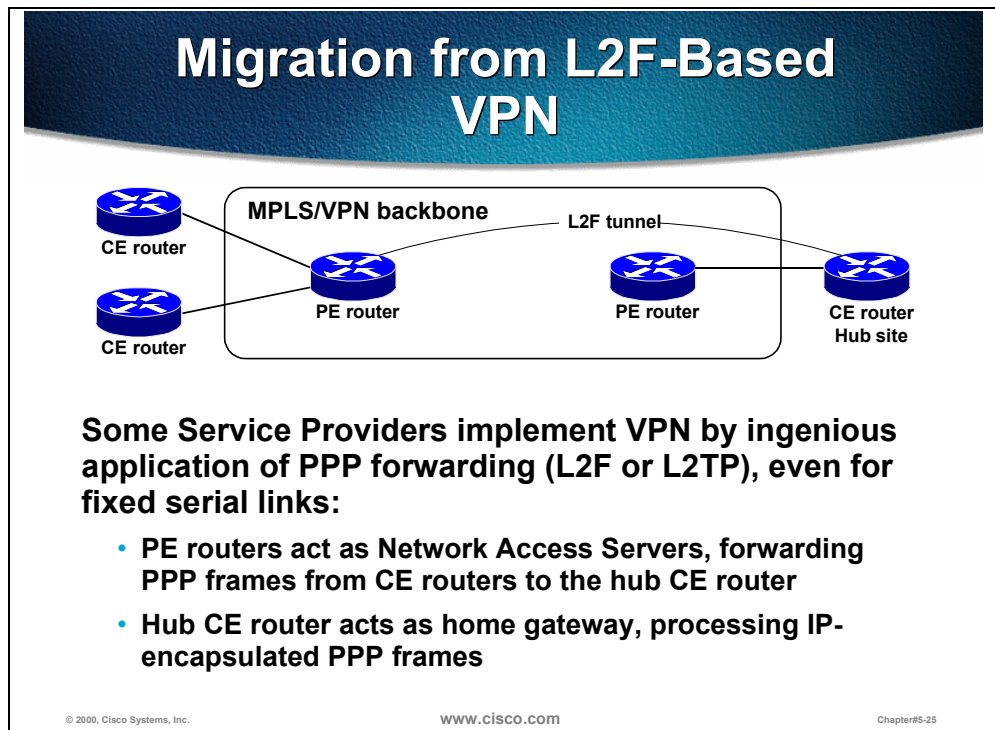 Migration from L2F-Based
VPN
MPLS/VPN backbone
L2F tunnel
CE router
PE router
PE router
CE router
Hub site
CE router
Some Service Providers implement VPN by ingenious
application of PPP forwarding (L2F or L2TP), even for
fixed serial links:
• PE routers act as Network Access Servers, forwarding
PPP frames from CE routers to the hub CE router
• Hub CE router acts as home gateway, processing IP-
encapsulated PPP frames
© 2000, Cisco Systems, Inc.
www.cisco.com
Chapter#5-25